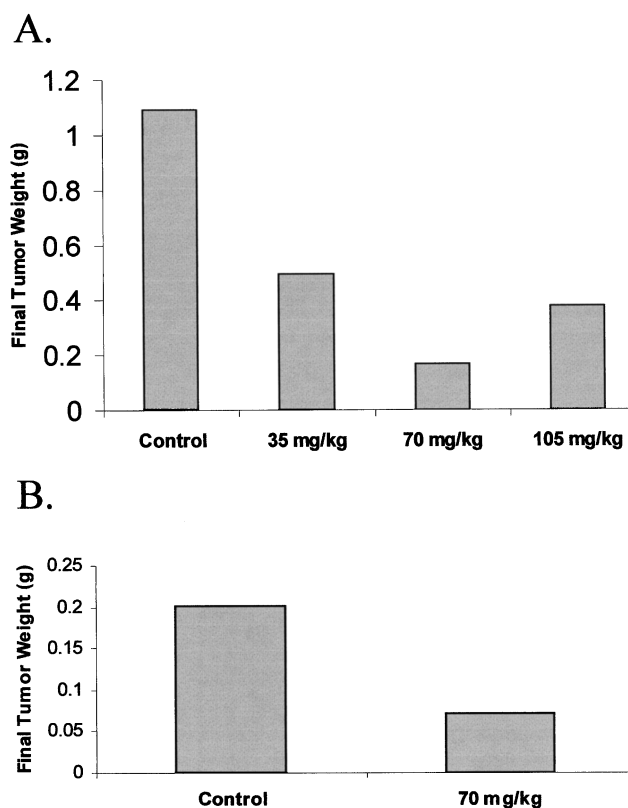 A.
Final Tumor Weight (g)
1.2
1
0.8
0.6
0.4
0.2
0
Control 35 mg/kg 70 mg/kg 105 mg/kg
B.
Final Tumor Weight (g)
0.25
0.2
0.15
0.1
0.05
0
Control 70 mg/kg